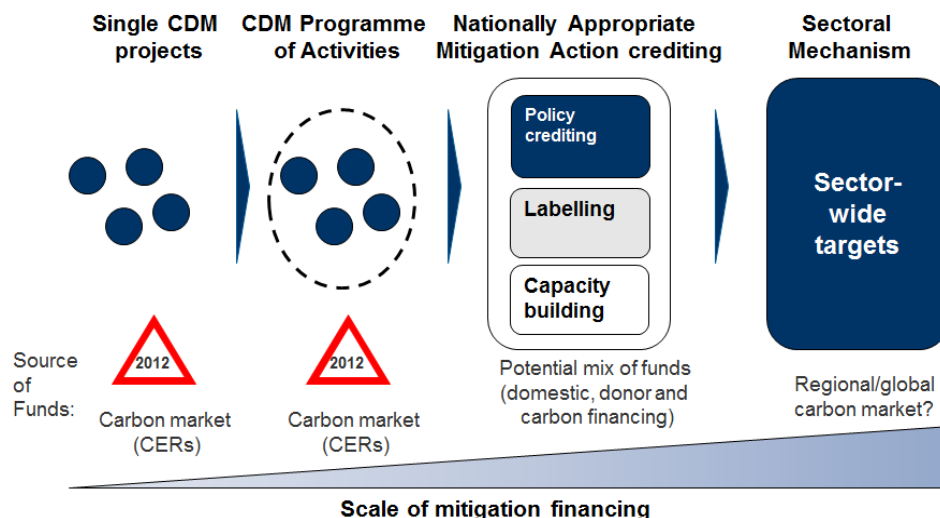 Single CDM
projects
CDM Programme
of Activities
Nationally Appropriate
Mitigation Action crediting
Sectoral
Mechanism
Policy
crediting
Labelling
Capacity
building
Sector-
wide
targets
Source
of
Funds:
2012
Carbon market
(CERs)
2012
Carbon market
(CERs)
Potential mix of funds
(domestic, donor and
carbon financing)
Regional/global
carbon market?
Scale of mitigation financing